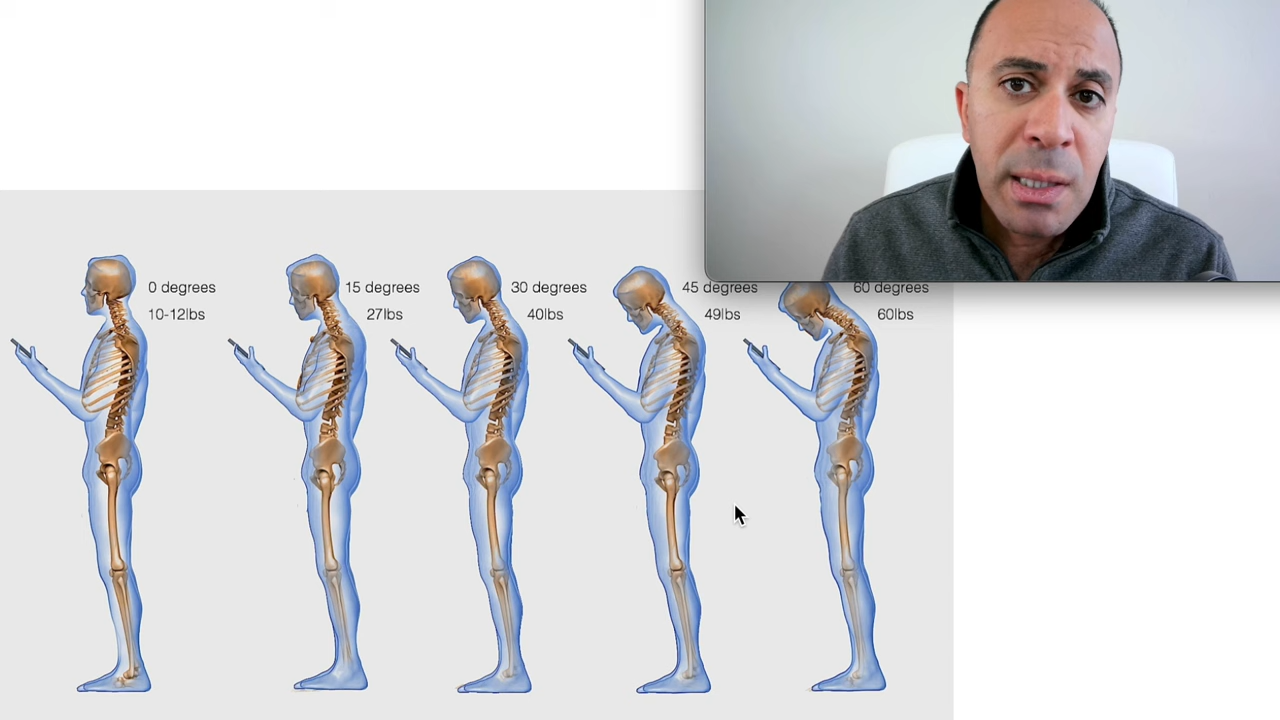 0 degrees
10-12lbs
15 degrees
27lbs
30 degrees
40lbs
45 degrees
49lbs
60 degrees
60lbs